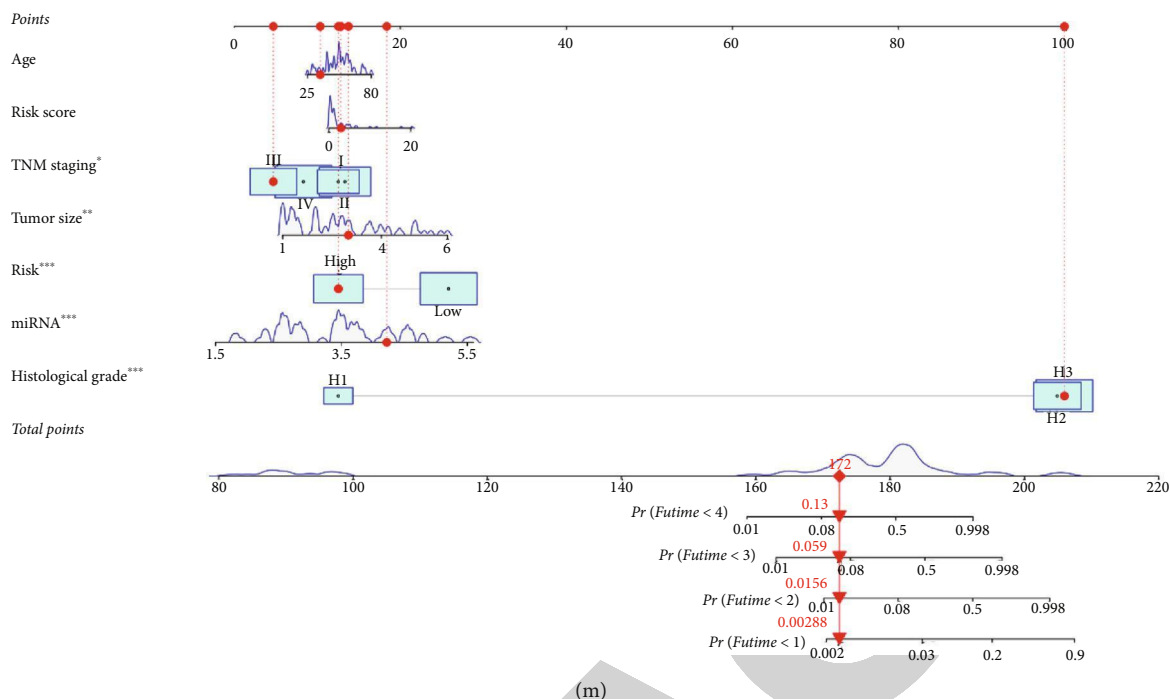 Points
0 20 40 60 80 100
Age
25 80
Risk score
0 20
TNM staging*
III I
IV II
Tumor size**
1 4 6
Risk***
High
Low
miRNA***
1.5 3.5 5.5
Histological grade***
H1 H3
H2
Total points
172
80 100 120 140 160 180 200 220
0.13
Pr (Futime < 4)
0.01 0.08 0.5 0.998
0.059
Pr (Futime < 3)
0.01 0.08 0.5 0.998
0.0156
Pr (Futime < 2)
0.01 0.08 0.5 0.998
0.00288
Pr (Futime < 1)
0.002 0.03 0.2 0.9
(m)